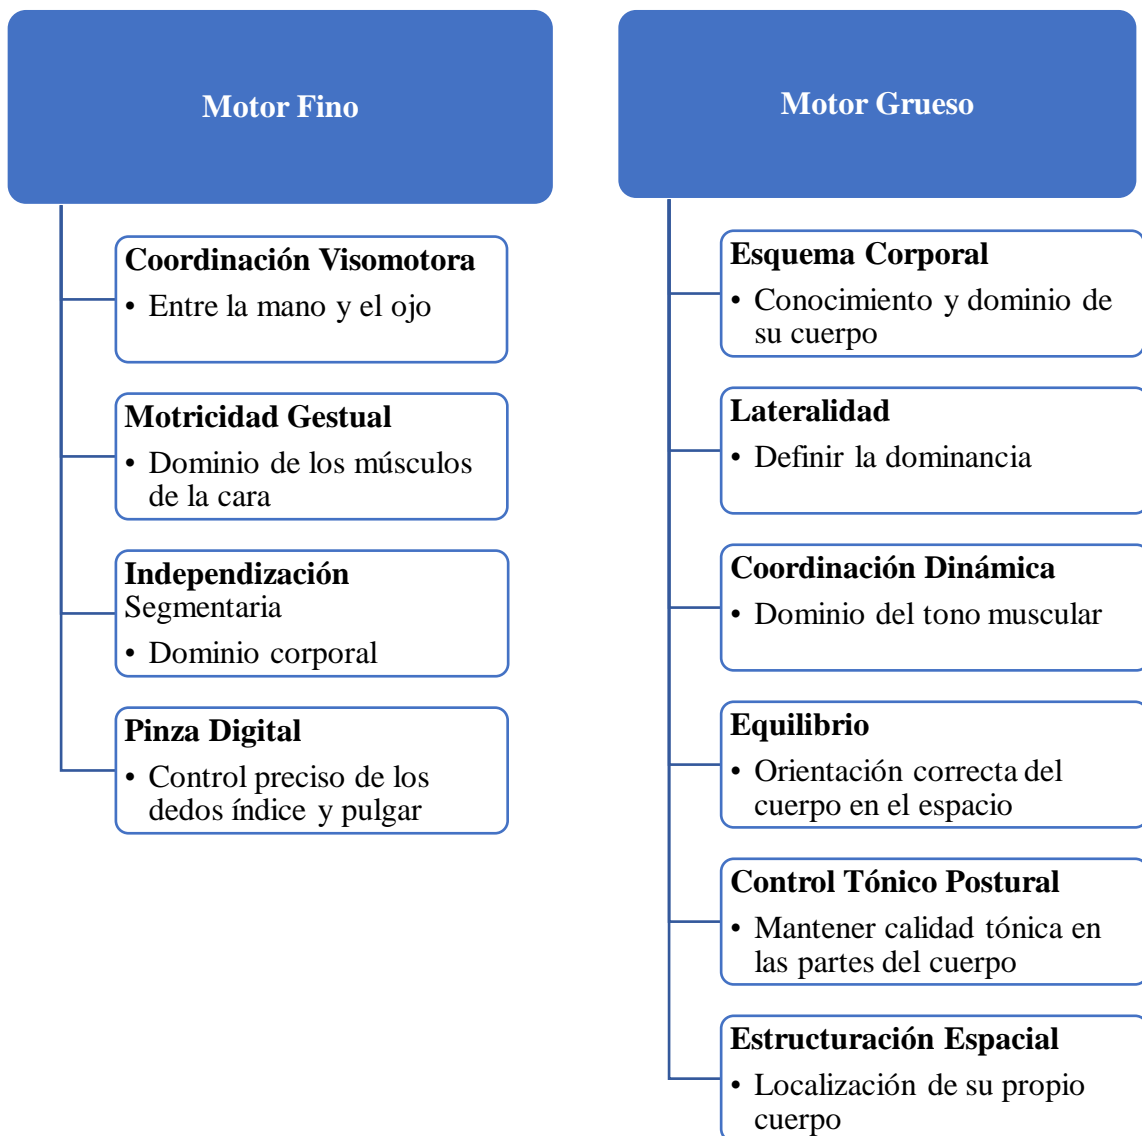 Motor Fino
Coordinación Visomotora
• Entre la mano y el ojo
Motricidad Gestual
• Dominio de los músculos
de la cara
Independización
Segmentaria
• Dominio corporal
Pinza Digital
• Control preciso de los
dedos índice y pulgar
Motor Grueso
Esquema Corporal
• Conocimiento y dominio de
su cuerpo
Lateralidad
• Definir la dominancia
Coordinación Dinámica
• Dominio del tono muscular
Equilibrio
• Orientación correcta del
cuerpo en el espacio
Control Tónico Postural
• Mantener calidad tónica en
las partes del cuerpo
Estructuración Espacial
• Localización de su propio
cuerpo